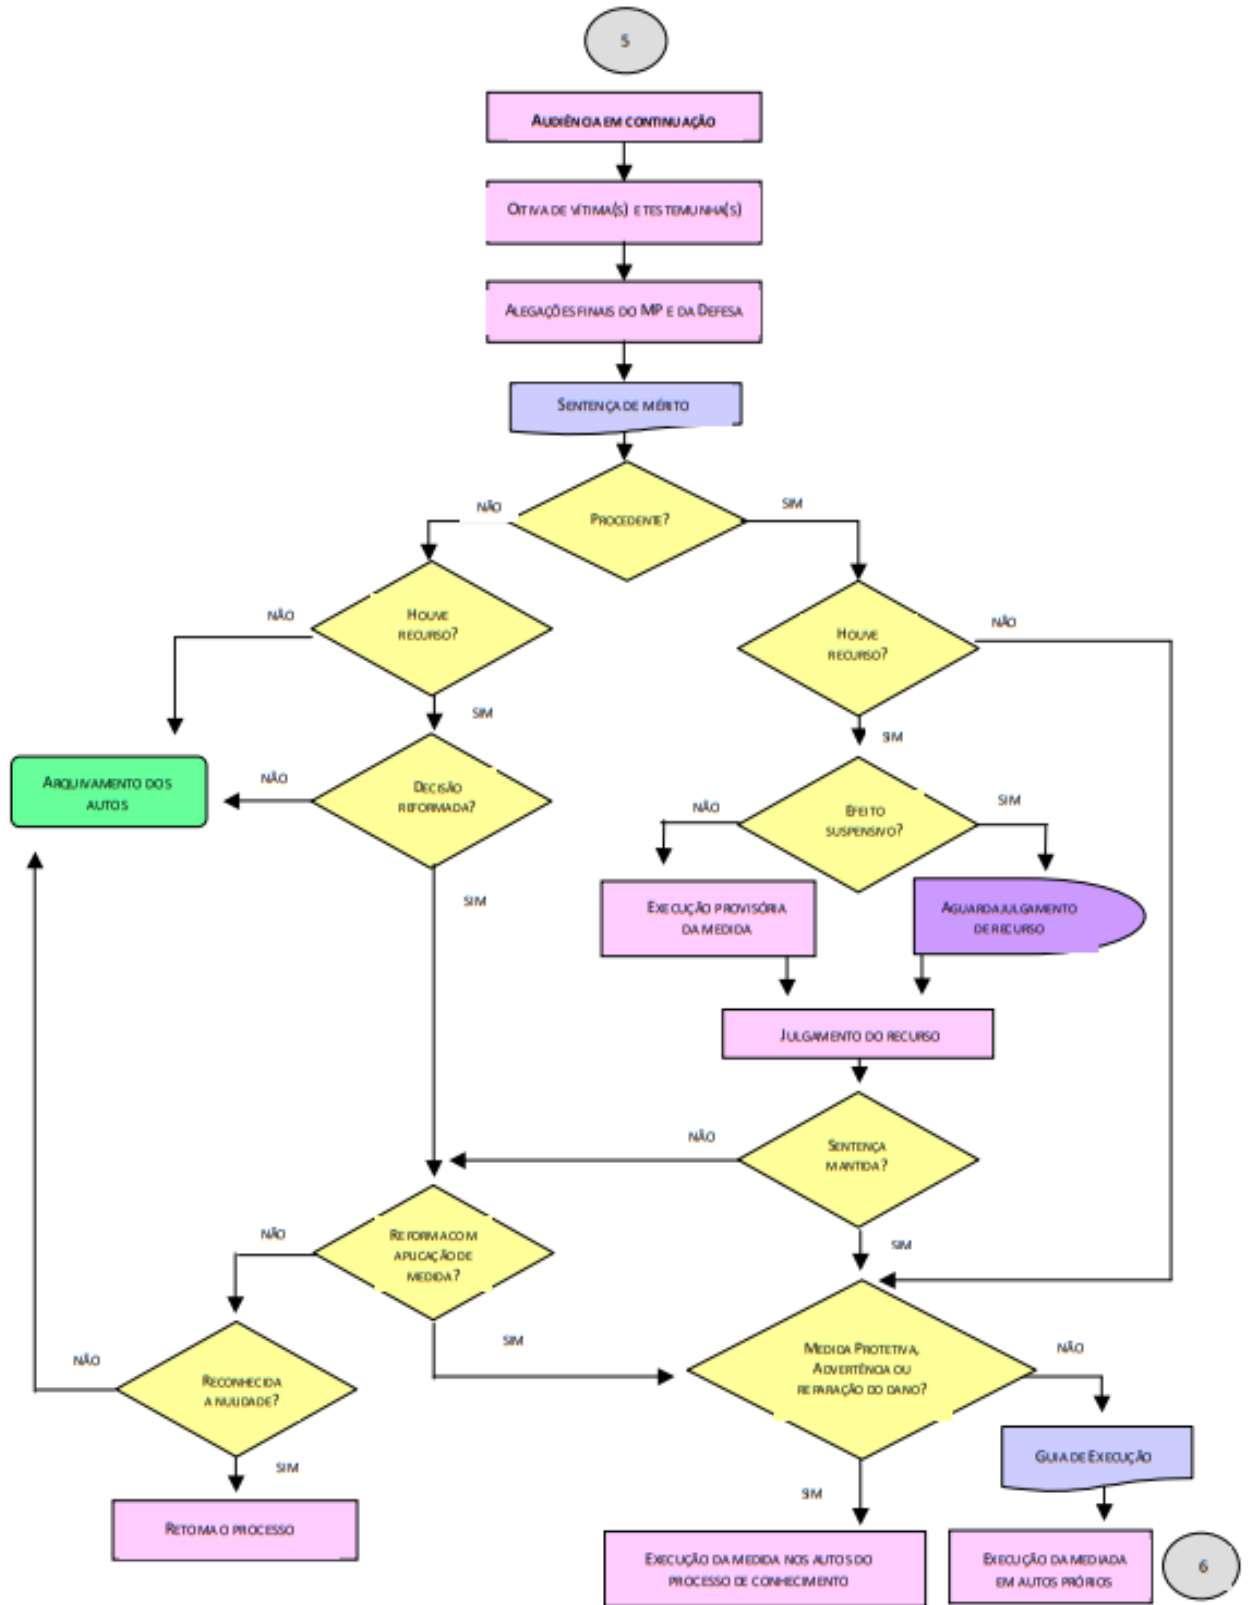 5
AUDIÊNCIA EM CONTINUAÇÃO
OITIVA DE VÍTIMA(S) E TESTEMUNHA(S)
ALEGAÇÕES FINAIS DO MP E DA DEFESA
SENTENÇA DE MÉRITO
PROCEDENTE?
NÃO
SIM
HOUVE
RECURSO?
NÃO
SIM
HOUVE
RECURSO?
NÃO
SIM
ARQUIVAMENTO DOS
AUTOS
NÃO
DECISÃO
REFORMADA?
SIM
NÃO
EFEITO
SUSPENSIVO?
SIM
EXECUÇÃO PROVISÓRIA
DA MEDIDA
AGUARDA JULGAMENTO
DE RECURSO
JULGAMENTO DO RECURSO
NÃO
SENTENÇA
MANTIDA?
SIM
NÃO
REFORMA COM
APLICAÇÃO DE
MEDIDA?
SIM
NÃO
RECONHECIDA
A NULIDADE?
SIM
RETOMA O PROCESSO
MEDIDA PROTETIVA,
ADVERTÊNCIA OU
REPARAÇÃO DO DANO?
NÃO
SIM
GUIA DE EXECUÇÃO
EXECUÇÃO DA MEDIDA NOS AUTOS DO
PROCESSO DE CONHECIMENTO
EXECUÇÃO DA MEDIADA
EM AUTOS PRÓRIOS
6